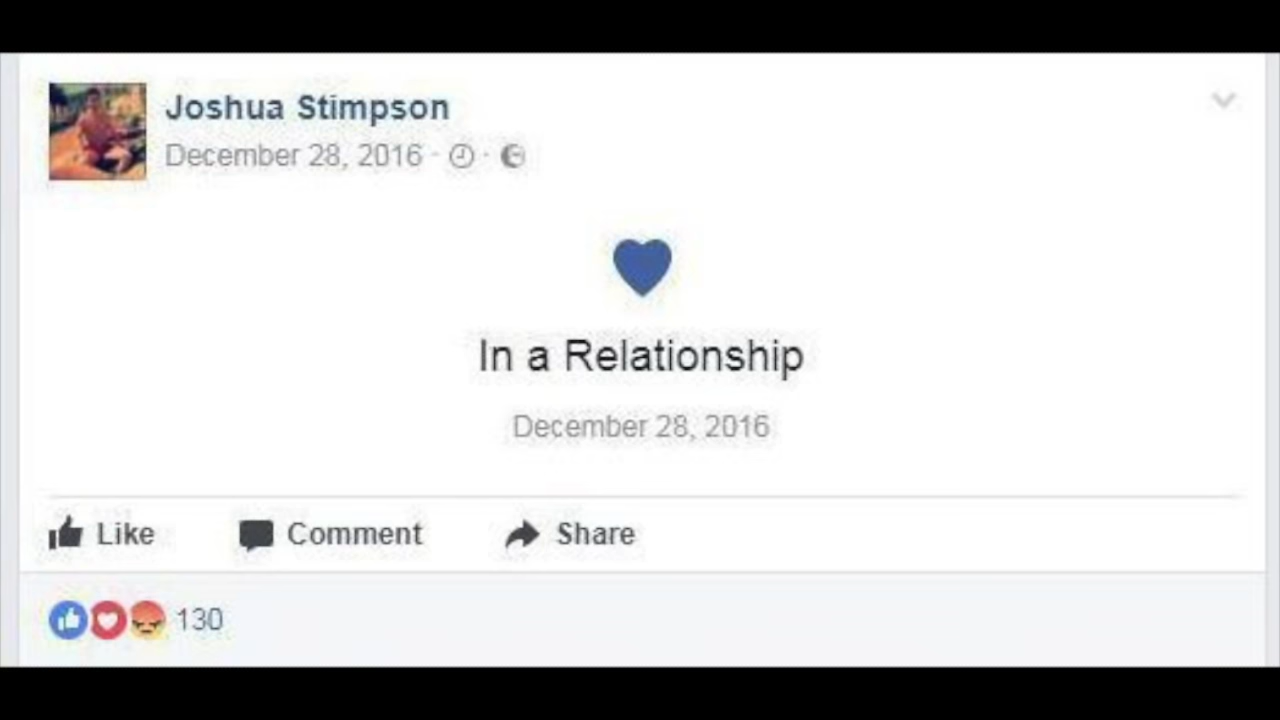 Joshua Stimpson
December 28, 2016 · ·
In a Relationship
December 28, 2016
Like Comment Share
130